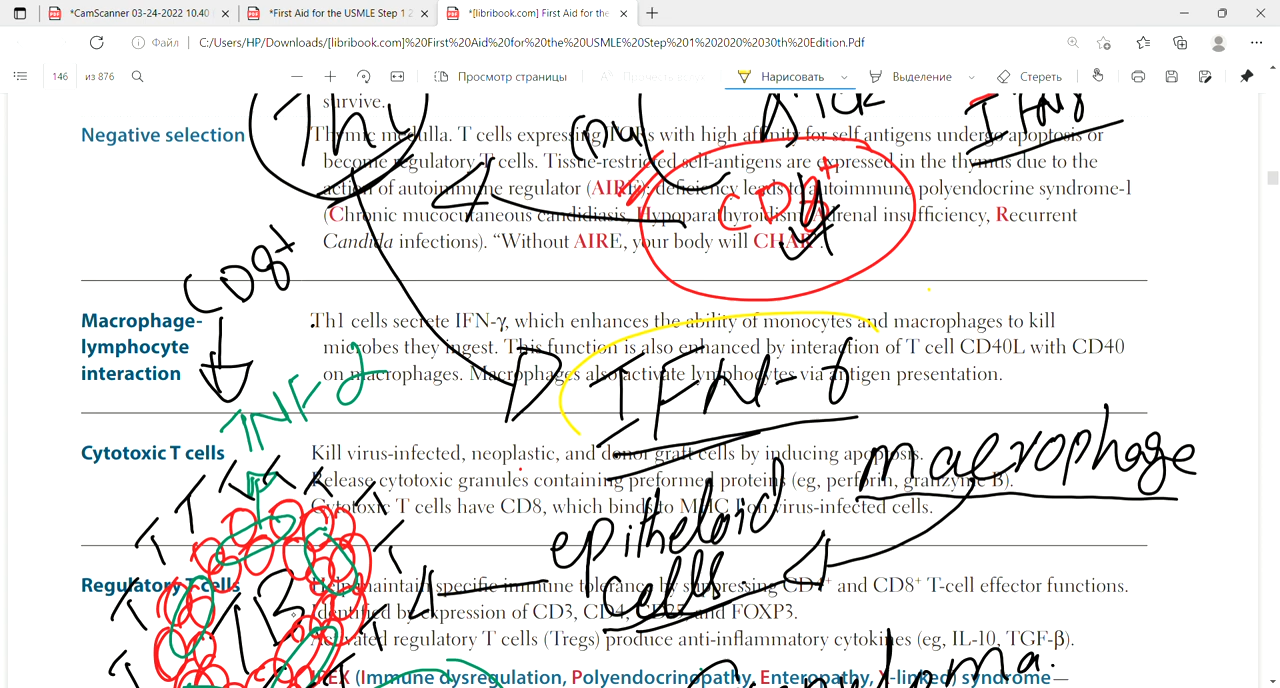 *CamScanner 03-24-2022 10.40
*First Aid for the USMLE Step 1 2
*[libribook.com] First Aid for the
Файл
C:/Users/HP/Downloads/[libribook.com]%20First%20Aid%20for%20the%20USMLE%20Step%201%202020%2030th%20Edition.Pdf
146 из 876
Просмотр страницы
Нарисовать
Выделение
Стереть
survive.
Negative selection
Thymic medulla. T cells expressing TCRs with high affinity for self antigens undergo apoptosis or
become regulatory T cells. Tissue-restricted self-antigens are expressed in the thymus due to the
action of autoimmune regulator (AIRE); deficiency leads to autoimmune polyendocrine syndrome-1
(Chronic mucocutaneous candidiasis, Hypoparathyroidism, Adrenal insufficiency, Recurrent
Candida infections). “Without AIRE, your body will CHAR”.
Macrophage-
lymphocyte
interaction
Th1 cells secrete IFN-γ, which enhances the ability of monocytes and macrophages to kill
microbes they ingest. This function is also enhanced by interaction of T cell CD40L with CD40
on macrophages. Macrophages also activate lymphocytes via antigen presentation.
Cytotoxic T cells
Kill virus-infected, neoplastic, and donor graft cells by inducing apoptosis.
Release cytotoxic granules containing preformed proteins (eg, perforin, granzyme B).
Cytotoxic T cells have CD8, which binds to MHC I on virus-infected cells.
Regulatory T cells
Help maintain specific immune tolerance by suppressing CD4+ and CD8+ T-cell effector functions.
Identified by expression of CD3, CD4, CD25, and FOXP3.
Activated regulatory T cells (Tregs) produce anti-inflammatory cytokines (eg, IL-10, TGF-β).
IPEX (Immune dysregulation, Polyendocrinopathy, Enteropathy, X-linked) syndrome—
CD8+
TNF-α
IFN-γ
macrophage
epitheloid
cells.
TB
T T T T T T